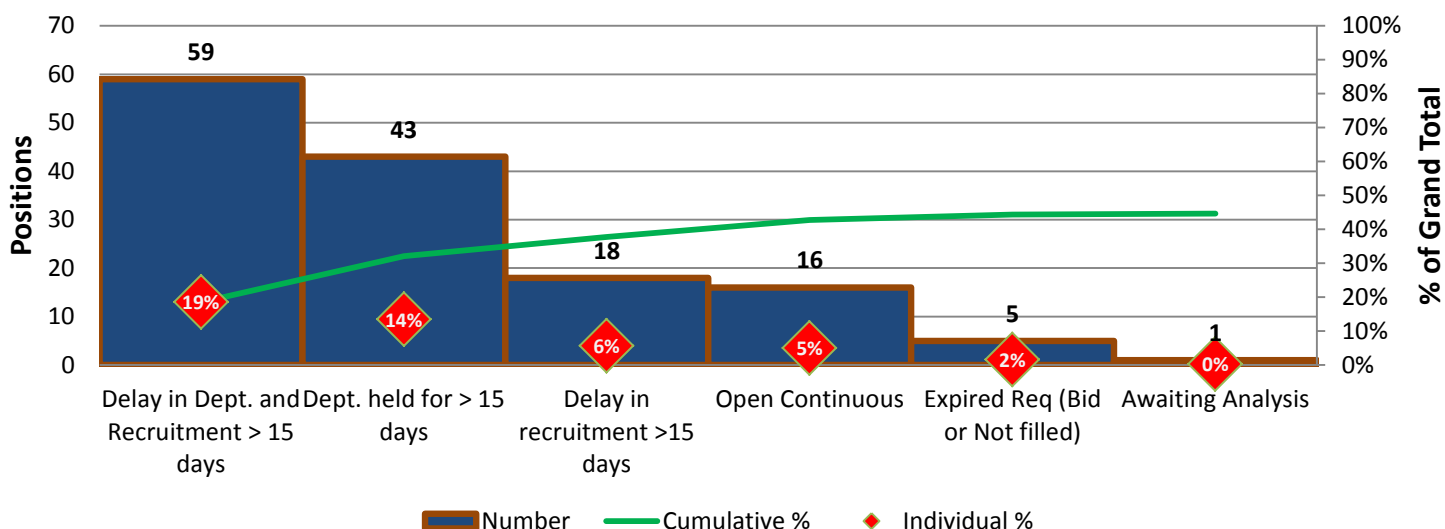 70
60
50
40
30
20
10
0
Positions
59
43
18
16
5
1
19%
14%
6%
5%
2%
0%
100%
90%
80%
70%
60%
50%
40%
30%
20%
10%
0%
% of Grand Total
Delay in Dept. and
Recruitment > 15
days
Dept. held for > 15
days
Delay in
recruitment >15
days
Open Continuous
Expired Req (Bid
or Not filled)
Awaiting Analysis
Number
Cumulative %
Individual %